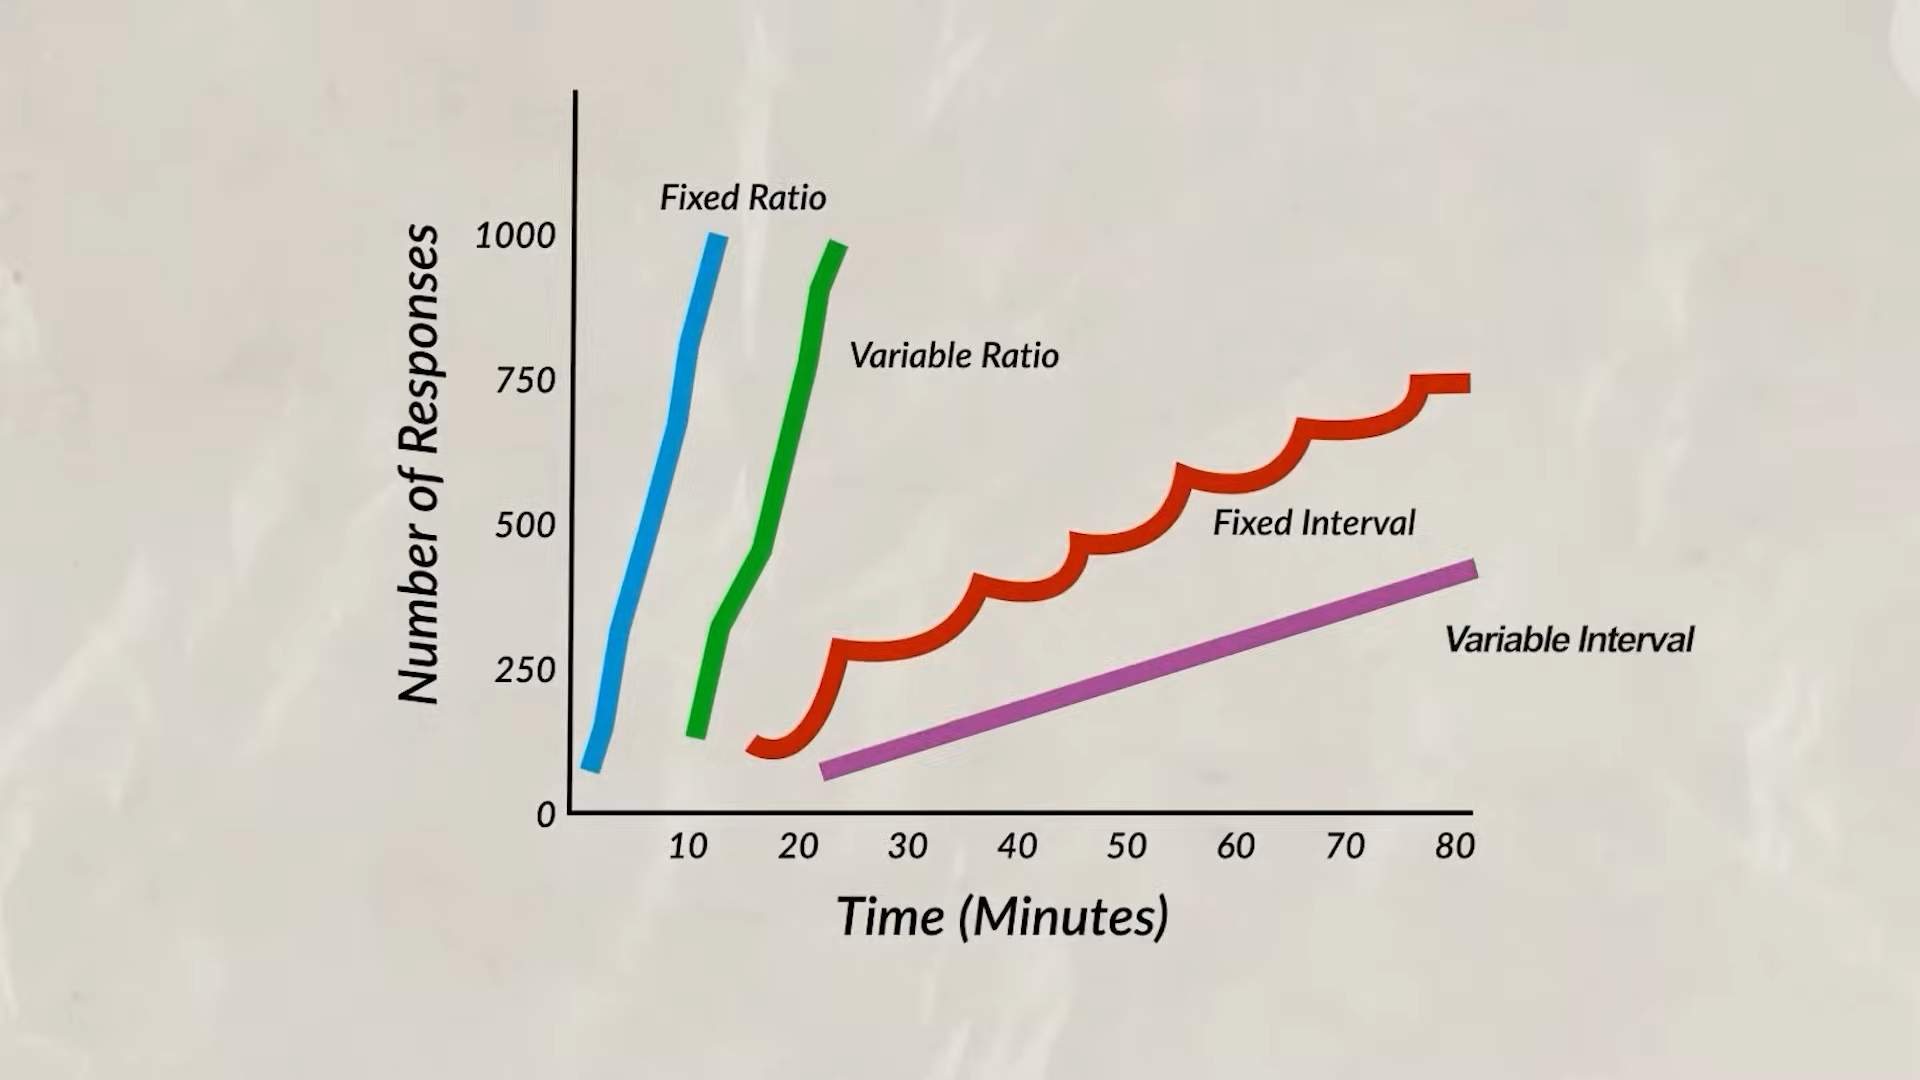 Fixed Ratio
1000
Variable Ratio
750
500
Fixed Interval
Variable Interval
250
0
Number of Responses
10 20 30 40 50 60 70 80
Time (Minutes)